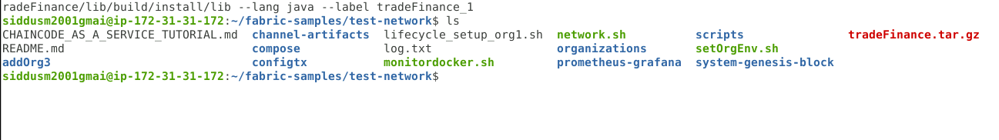 radeFinance/lib/build/install/lib --lang java --label tradeFinance_1
siddusm2001gmai@ip-172-31-31-172:~/fabric-samples/test-network$ ls
CHAINCODE_AS_A_SERVICE_TUTORIAL.md  channel-artifacts  lifecycle_setup_org1.sh  network.sh          scripts               tradeFinance.tar.gz
README.md                           compose            log.txt                  organizations       setOrgEnv.sh
addOrg3                             configtx           monitordocker.sh         prometheus-grafana  system-genesis-block
siddusm2001gmai@ip-172-31-31-172:~/fabric-samples/test-network$